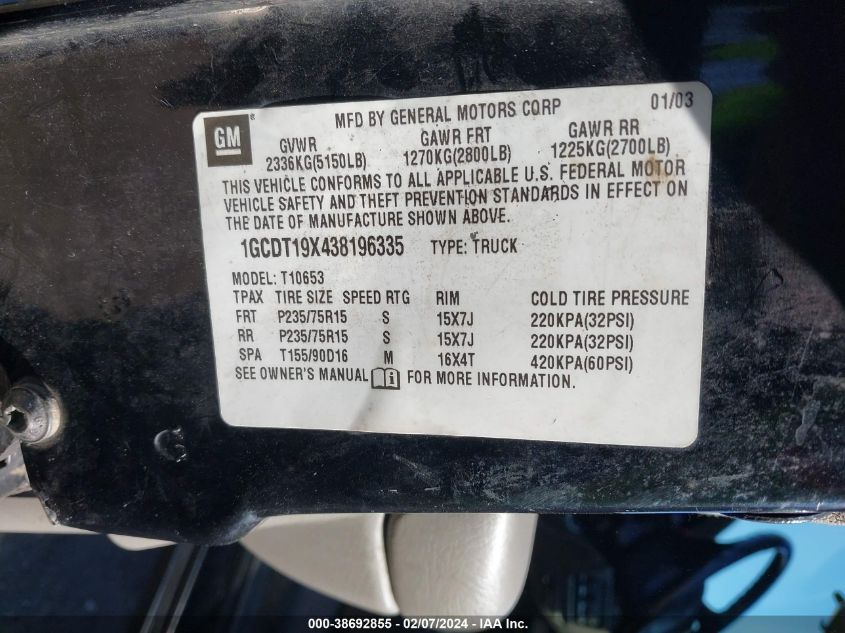 MFD BY GENERAL MOTORS CORP 01/03
GM®
GVWR GAWR FRT GAWR RR
2336KG(5150LB) 1270KG(2800LB) 1225KG(2700LB)
THIS VEHICLE CONFORMS TO ALL APPLICABLE U.S. FEDERAL MOTOR
VEHICLE SAFETY AND THEFT PREVENTION STANDARDS IN EFFECT ON
THE DATE OF MANUFACTURE SHOWN ABOVE.
1GCDT19X438196335 TYPE: TRUCK
MODEL: T10653
TPAX TIRE SIZE SPEED RTG RIM COLD TIRE PRESSURE
FRT P235/75R15 S 15X7J 220KPA(32PSI)
RR P235/75R15 S 15X7J 220KPA(32PSI)
SPA T155/90D16 M 16X4T 420KPA(60PSI)
SEE OWNER'S MANUAL FOR MORE INFORMATION.
000-38692855 - 02/07/2024 - IAA Inc.